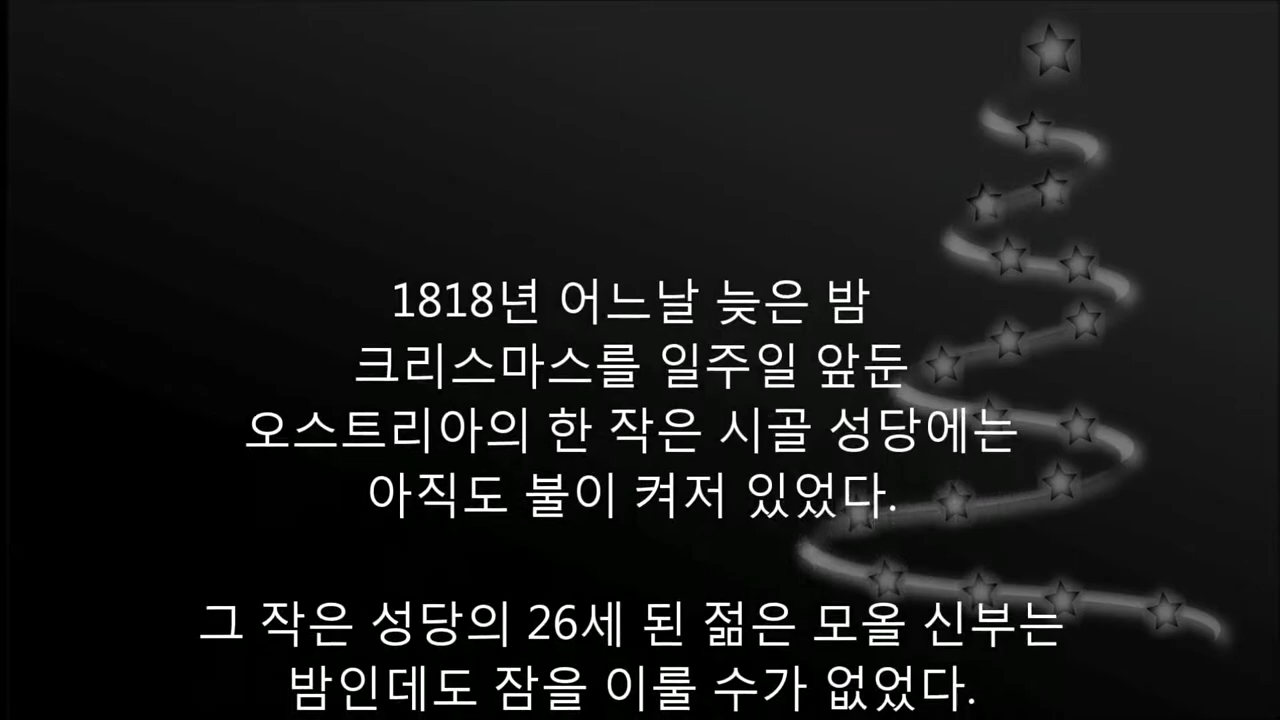 1818년 어느날 늦은 밤
크리스마스를 일주일 앞둔
오스트리아의 한 작은 시골 성당에는
아직도 불이 켜져 있었다.
그 작은 성당의 26세 된 젊은 모올 신부는
밤인데도 잠을 이룰 수가 없었다.